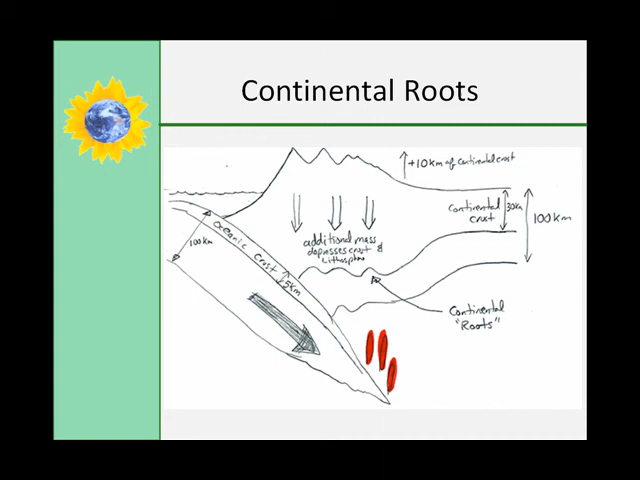 Continental Roots
+10km of continental crust
Continental
crust
30km
100km
additional mass
depresses crust &
lithosphere
100km
Oceanic Crust
5km
Continental
"Roots"